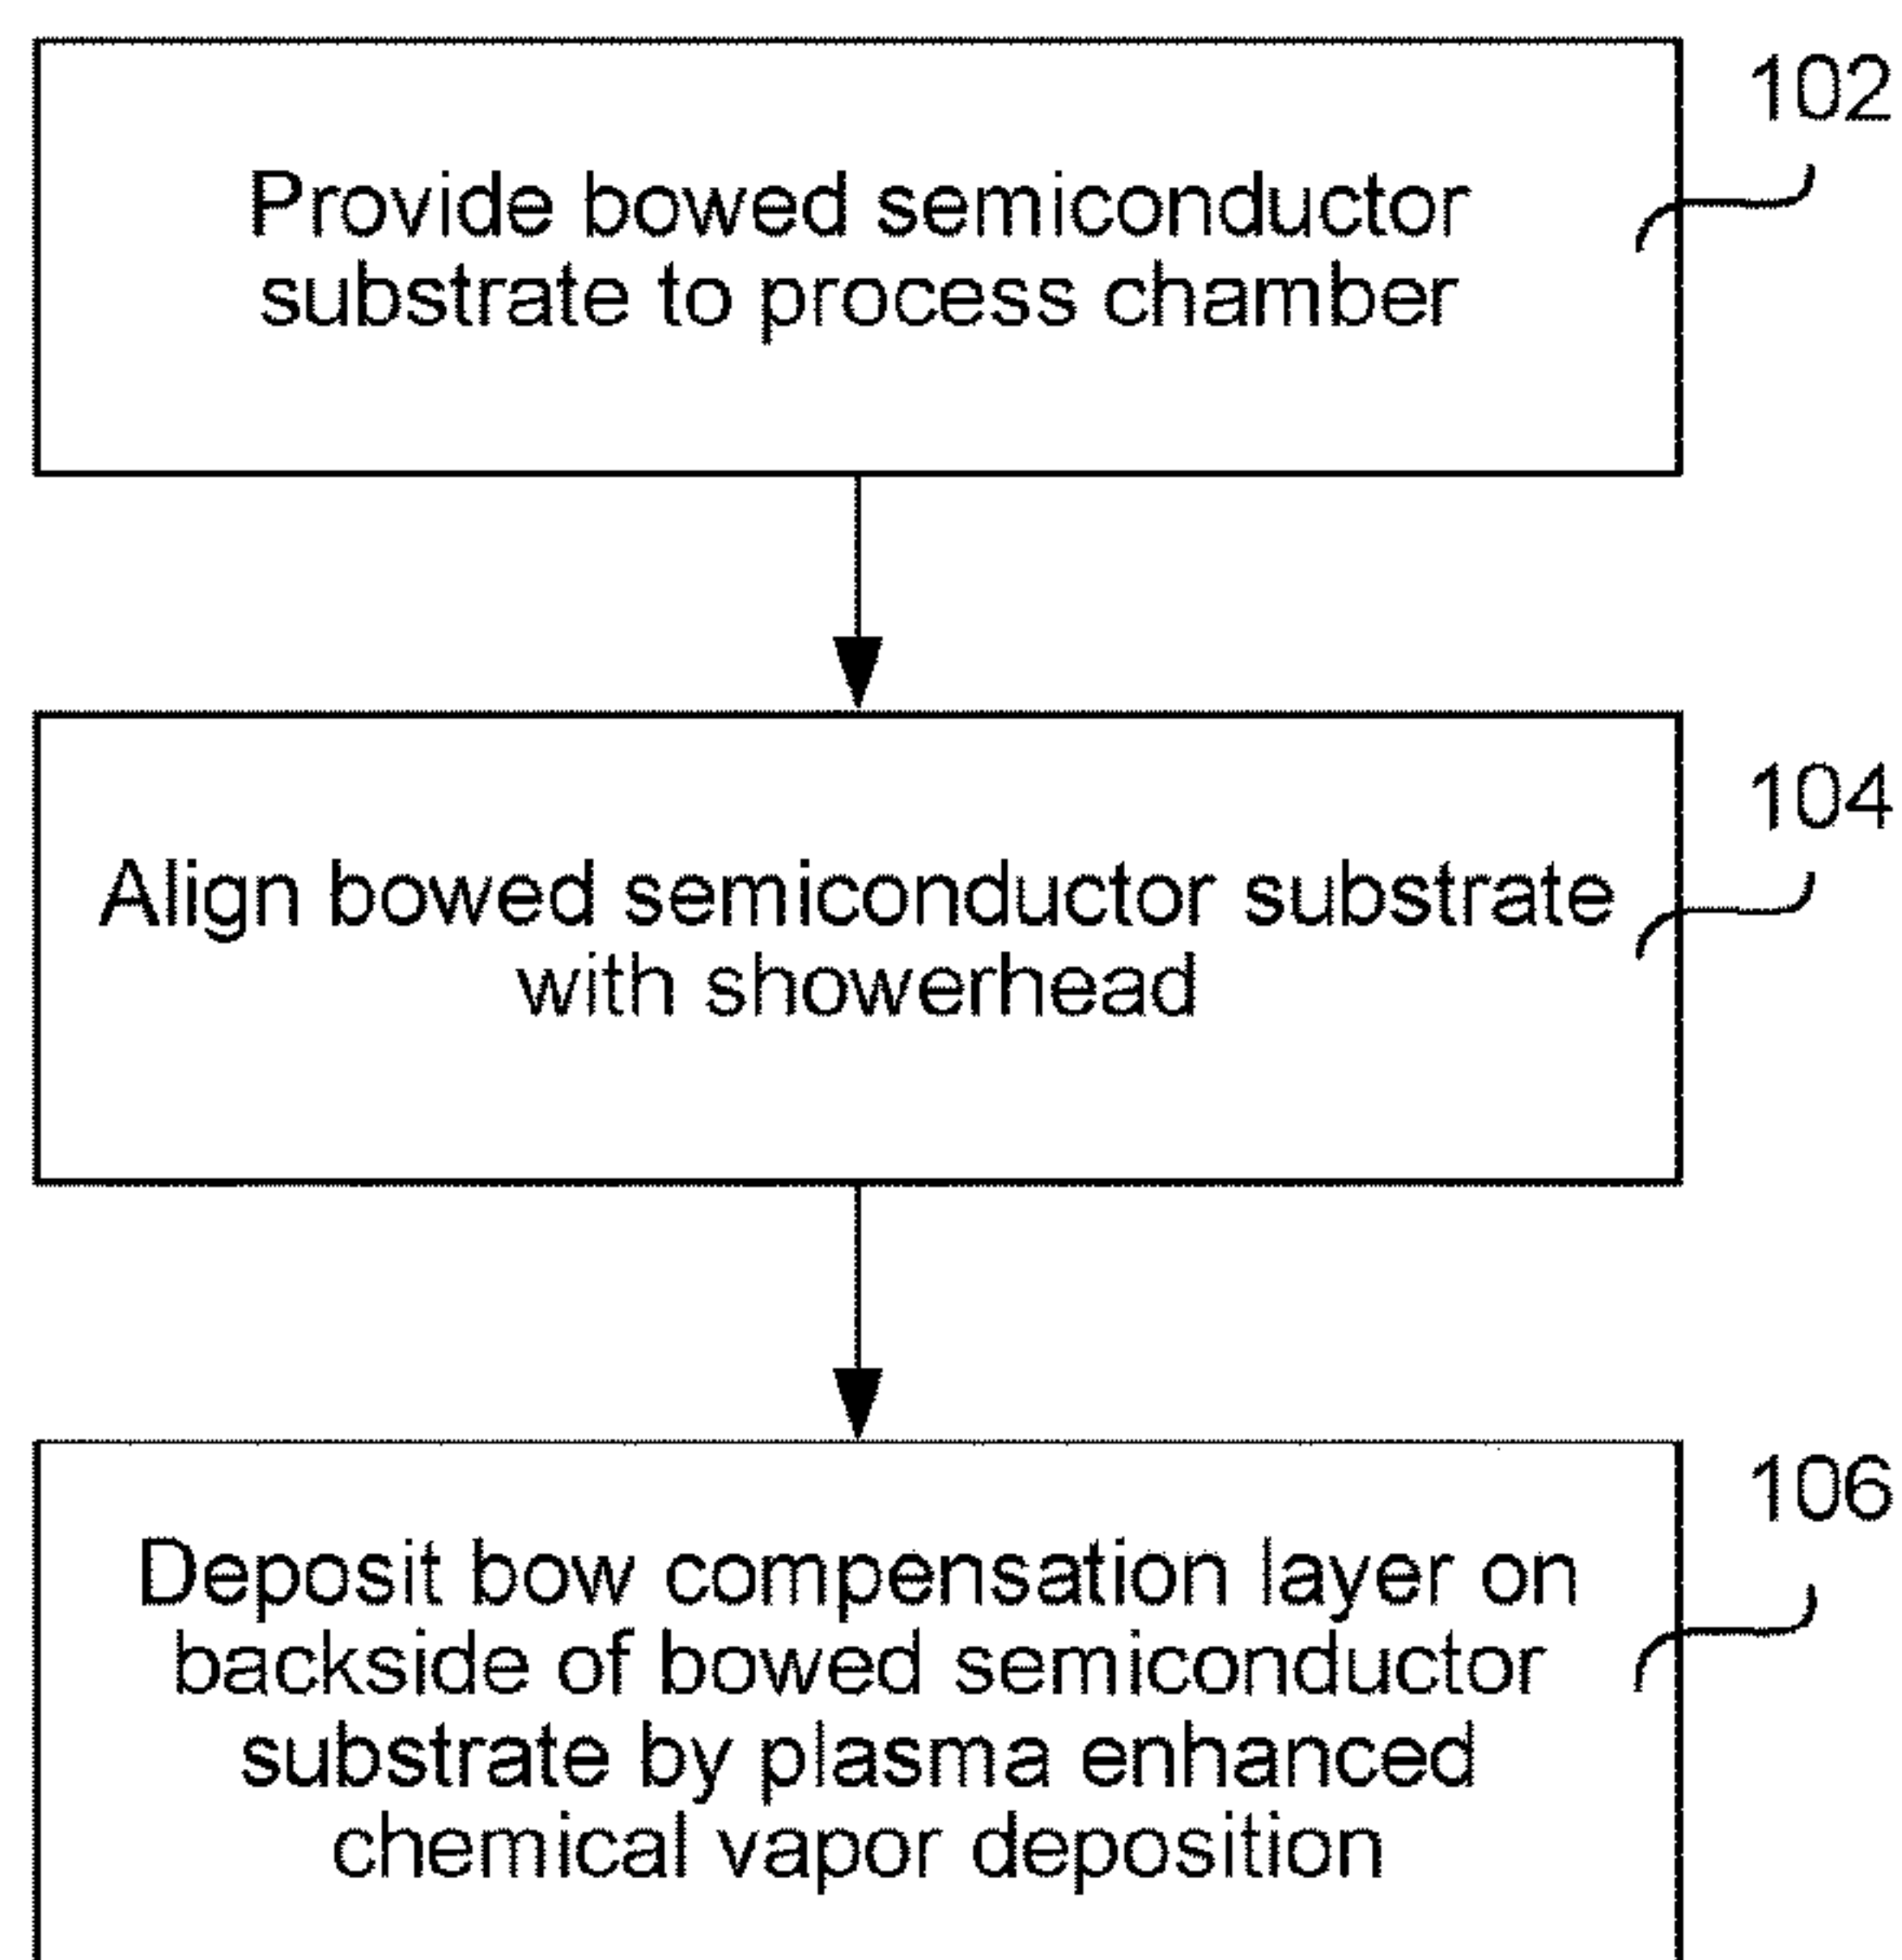 102
Provide bowed semiconductor
substrate to process chamber
104
Align bowed semiconductor substrate
with showerhead
106
Deposit bow compensation layer on
backside of bowed semiconductor
substrate by plasma enhanced
chemical vapor deposition